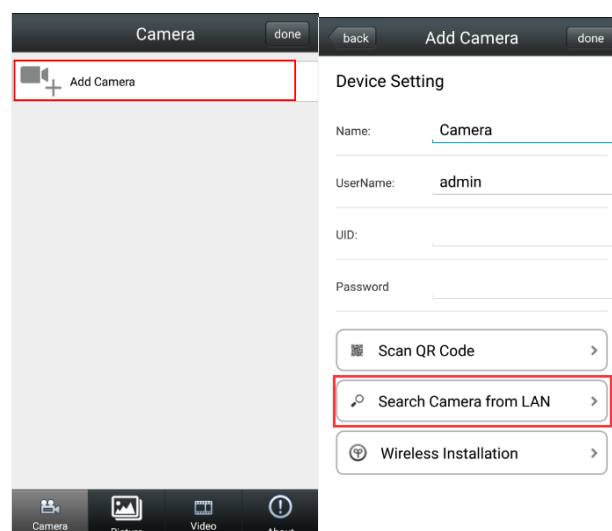 Camera
done
Add Camera
Camera
Picture
Video
About
back
Add Camera
done
Device Setting
Name:
Camera
UserName:
admin
UID:
Password
Scan QR Code
Search Camera from LAN
Wireless Installation